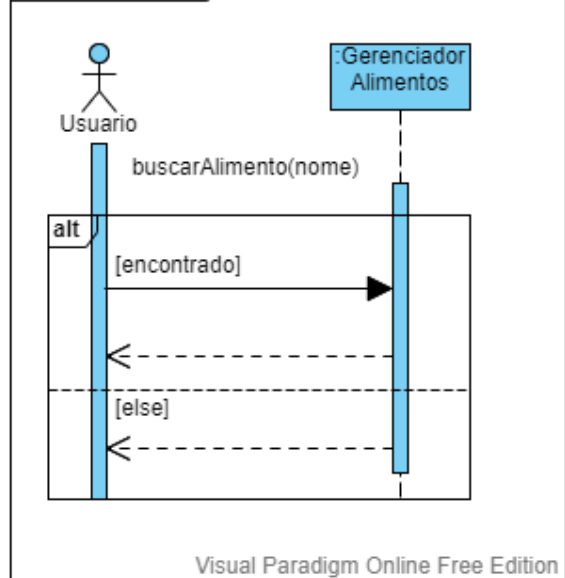 :Gerenciador
Alimentos
Usuario
buscarAlimento(nome)
alt
[encontrado]
[else]
Visual Paradigm Online Free Edition